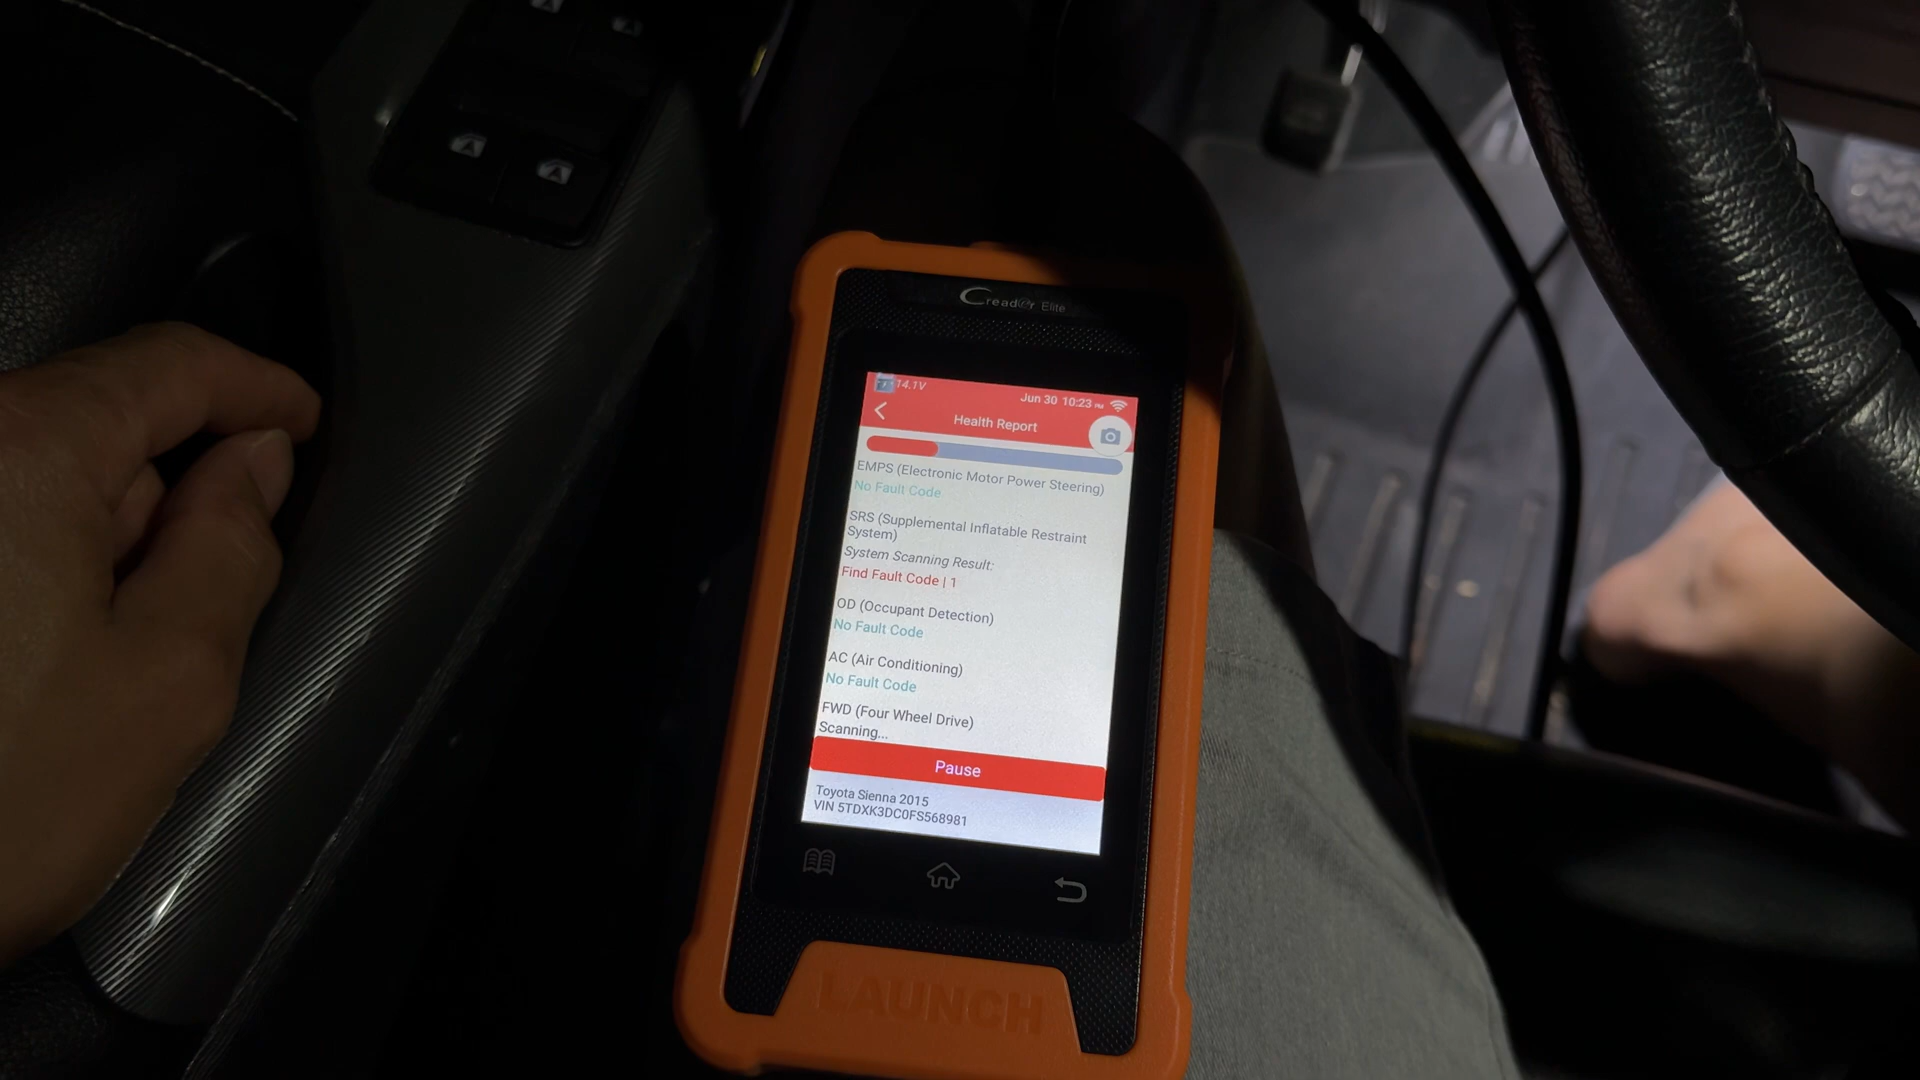 Creader Elite
14.1V
Jun 30 10:23 PM
Health Report
EMPS (Electronic Motor Power Steering)
No Fault Code
SRS (Supplemental Inflatable Restraint
System)
System Scanning Result:
Find Fault Code | 1
OD (Occupant Detection)
No Fault Code
AC (Air Conditioning)
No Fault Code
FWD (Four Wheel Drive)
Scanning...
Pause
Toyota Sienna 2015
VIN 5TDXK3DC0FS568981
LAUNCH